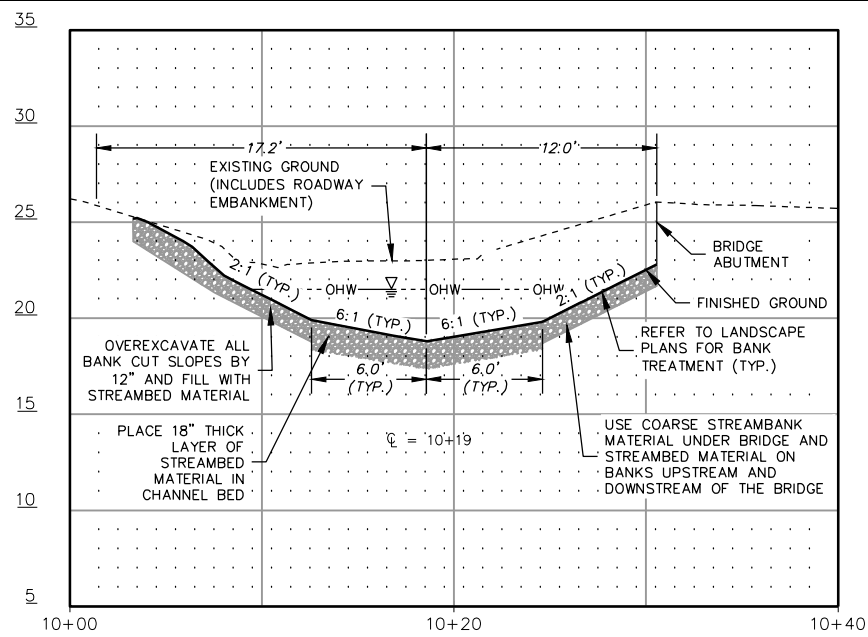 35
30
25
20
15
10
5
17.2'
12.0'
EXISTING GROUND
(INCLUDES ROADWAY
EMBANKMENT)
BRIDGE
ABUTMENT
2:1 (TYP.)
OHW
OHW
OHW
2:1 (TYP.)
FINISHED GROUND
6:1 (TYP.)
6:1 (TYP.)
OVEREXCAVATE ALL
BANK CUT SLOPES BY
12" AND FILL WITH
STREAMBED MATERIAL
REFER TO LANDSCAPE
PLANS FOR BANK
TREATMENT (TYP.)
6.0'
(TYP.)
6.0'
(TYP.)
PLACE 18" THICK
LAYER OF
STREAMBED
MATERIAL IN
CHANNEL BED
℄ = 10+19
USE COARSE STREAMBANK
MATERIAL UNDER BRIDGE AND
STREAMBED MATERIAL ON
BANKS UPSTREAM AND
DOWNSTREAM OF THE BRIDGE
10+00
10+20
10+40